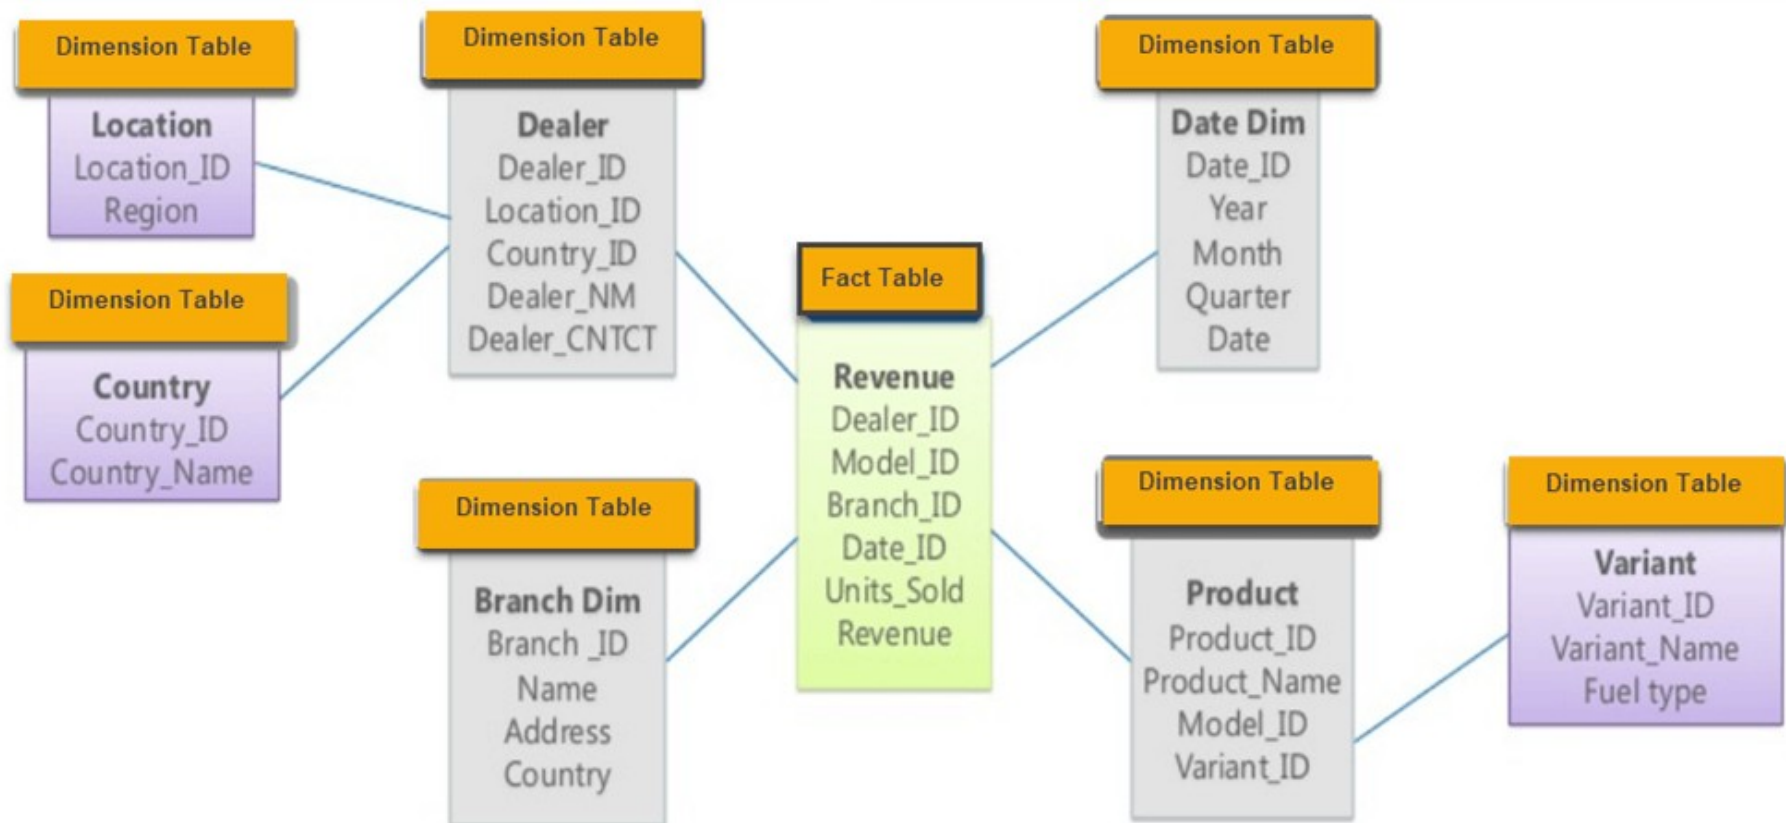 Dimension Table
Location
Location_ID
Region
Dimension Table
Country
Country_ID
Country_Name
Dimension Table
Dealer
Dealer_ID
Location_ID
Country_ID
Dealer_NM
Dealer_CNTCT
Dimension Table
Branch Dim
Branch _ID
Name
Address
Country
Fact Table
Revenue
Dealer_ID
Model_ID
Branch_ID
Date_ID
Units_Sold
Revenue
Dimension Table
Date Dim
Date_ID
Year
Month
Quarter
Date
Dimension Table
Product
Product_ID
Product_Name
Model_ID
Variant_ID
Dimension Table
Variant
Variant_ID
Variant_Name
Fuel type